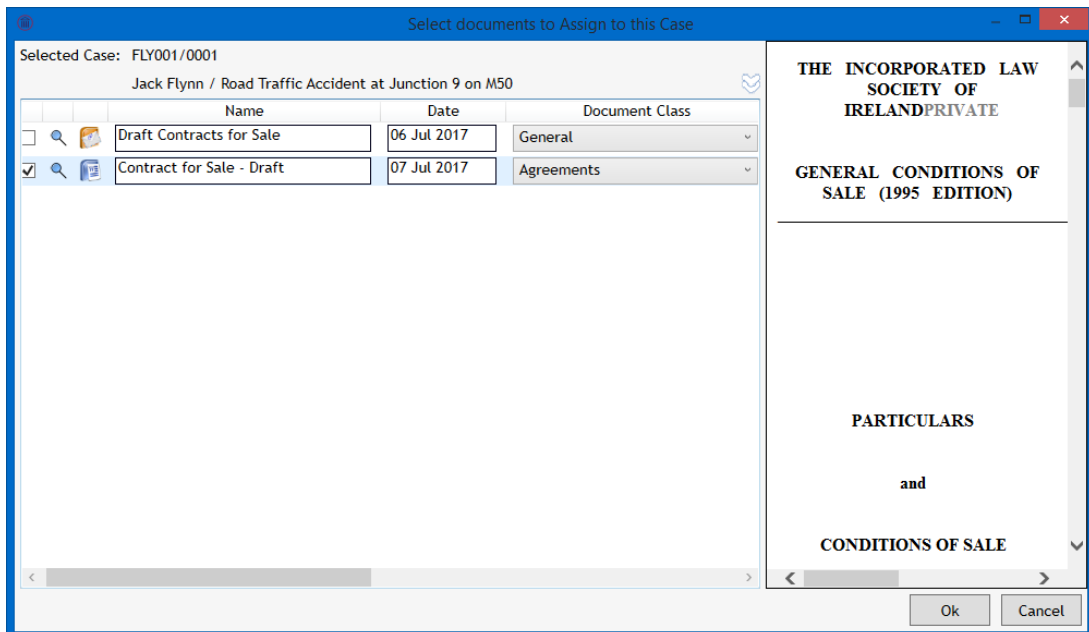 Select documents to Assign to this Case
Selected Case: FLY001/0001
Jack Flynn / Road Traffic Accident at Junction 9 on M50
Name Date Document Class
Draft Contracts for Sale 06 Jul 2017 General
Contract for Sale - Draft 07 Jul 2017 Agreements
THE INCORPORATED LAW
SOCIETY OF
IRELANDPRIVATE
GENERAL CONDITIONS OF
SALE (1995 EDITION)
PARTICULARS
and
CONDITIONS OF SALE
Ok Cancel